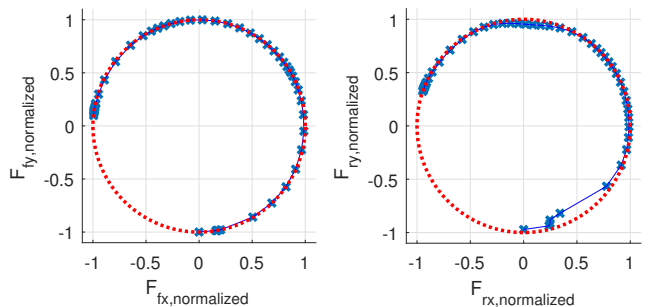 1
0.5
0
-0.5
-1
-1 -0.5 0 0.5 1
F_fy,normalized
F_fx,normalized
1
0.5
0
-0.5
-1
-1 -0.5 0 0.5 1
F_ry,normalized
F_rx,normalized